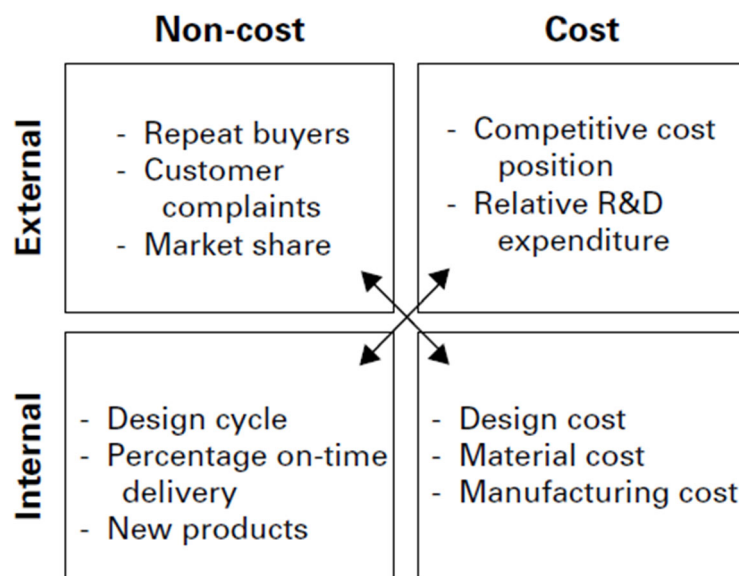 Non-cost
Cost
External
- Repeat buyers
- Customer
complaints
- Market share
- Competitive cost
position
- Relative R&D
expenditure
Internal
- Design cycle
- Percentage on-time
delivery
- New products
- Design cost
- Material cost
- Manufacturing cost